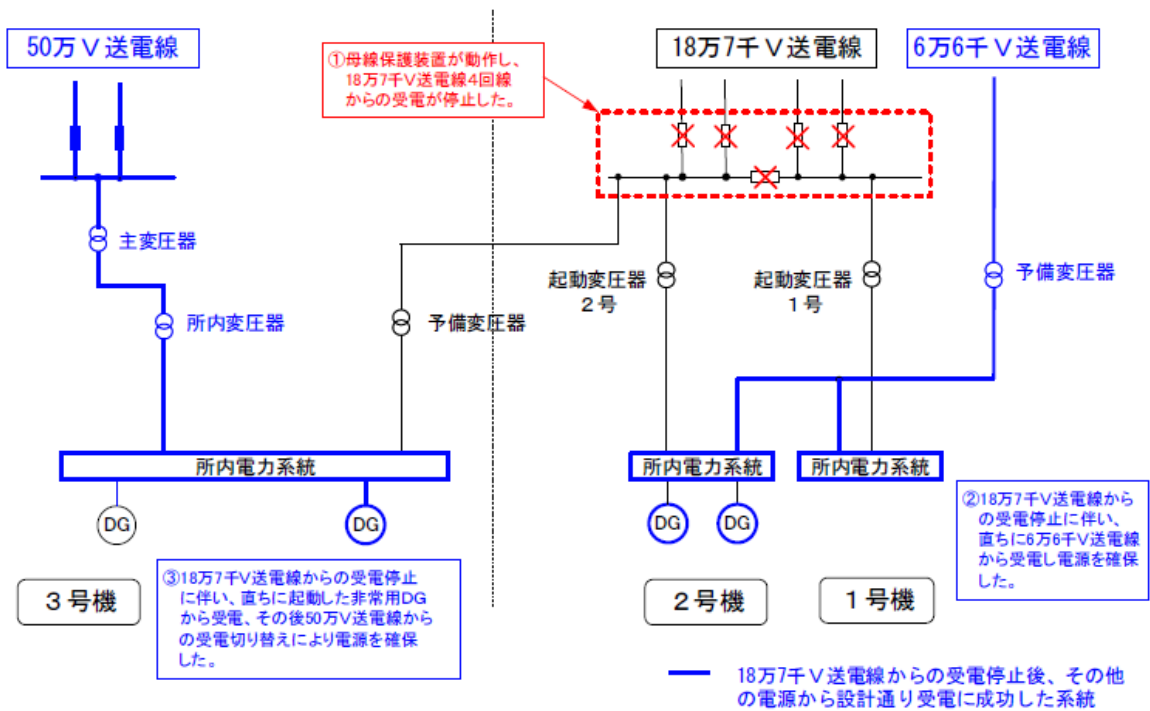 50万V送電線
18万7千V送電線
6万6千V送電線
①母線保護装置が動作し、
18万7千V送電線4回線
からの受電が停止した。
主変圧器
所内変圧器
予備変圧器
起動変圧器
2号
起動変圧器
1号
予備変圧器
所内電力系統
所内電力系統
所内電力系統
DG
DG
DG
DG
②18万7千V送電線から
の受電停止に伴い、
直ちに6万6千V送電線
から受電し電源を確保
した。
③18万7千V送電線からの受電停止
に伴い、直ちに起動した非常用DG
から受電、その後50万V送電線から
の受電切り替えにより電源を確保
した。
3号機
2号機
1号機
18万7千V送電線からの受電停止後、その他
の電源から設計通り受電に成功した系統